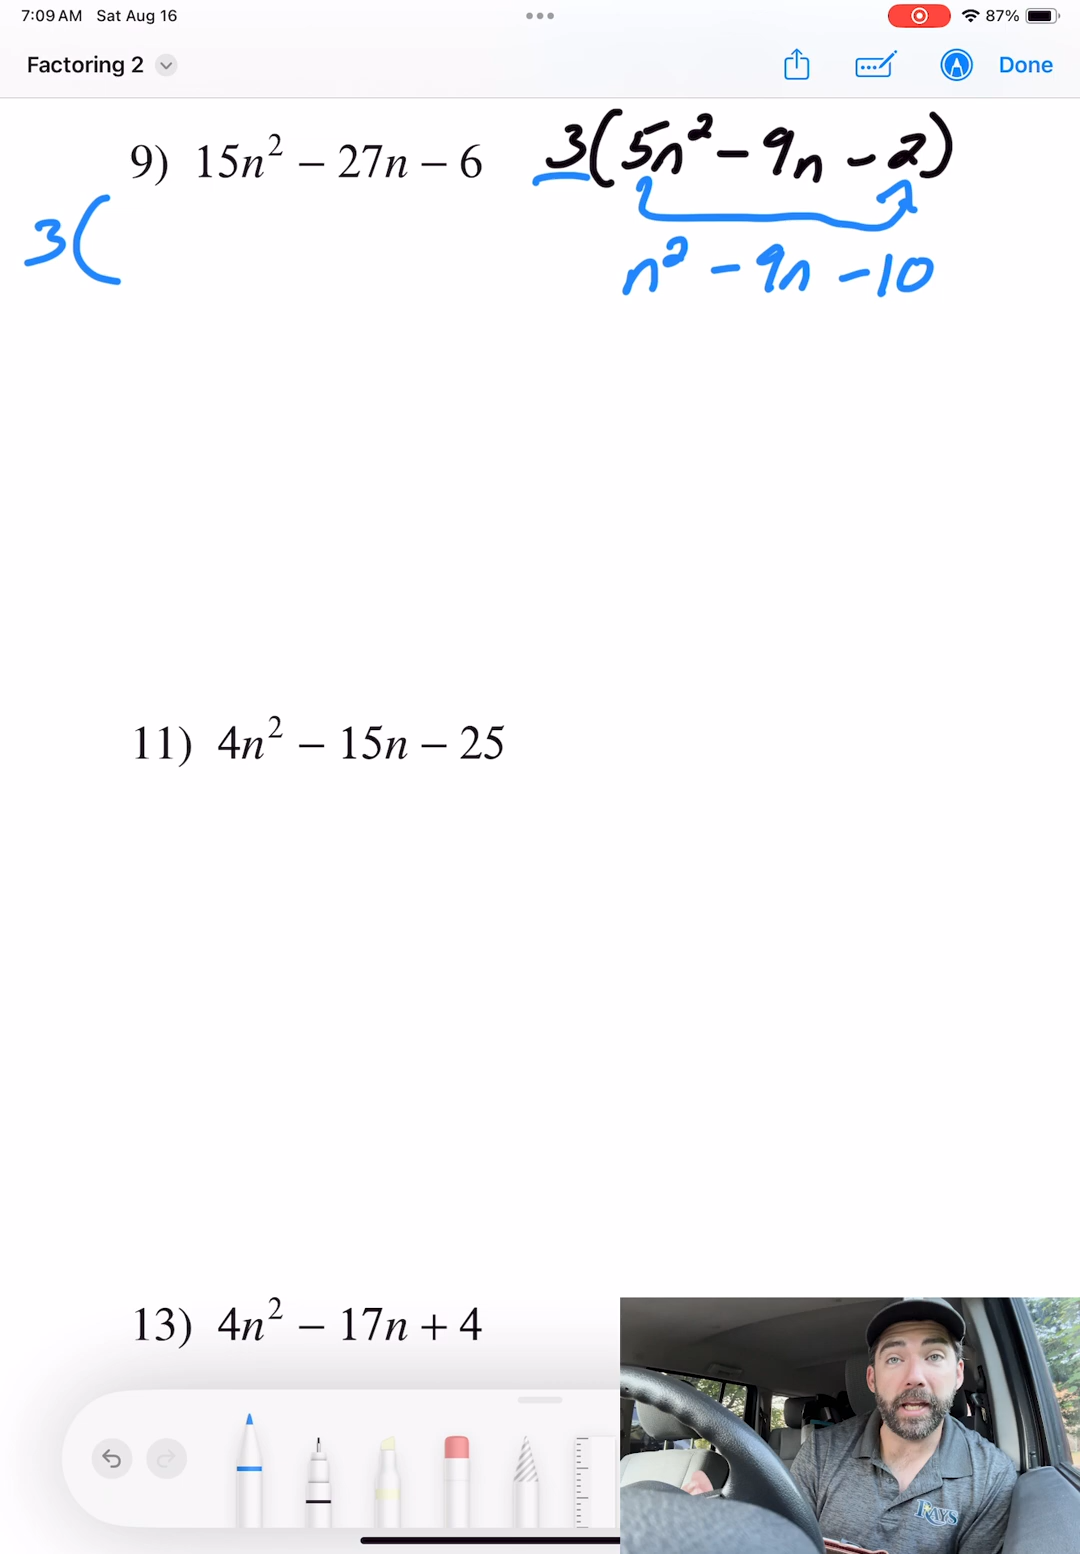 7:09 AM Sat Aug 16 87%
Factoring 2 Done
9) 15n² – 27n – 6 3(5n² – 9n – 2)
3( n² – 9n – 10
11) 4n² – 15n – 25
13) 4n² – 17n + 4
RAYS